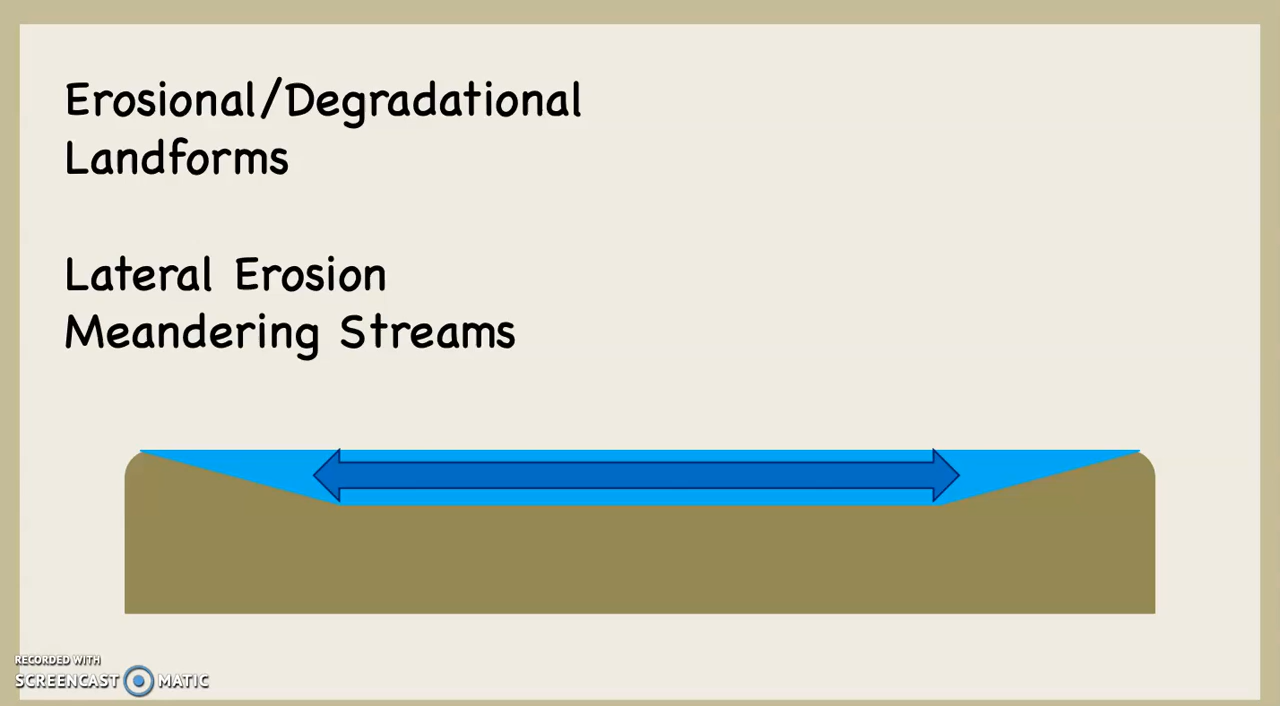 Erosional/Degradational
Landforms
Lateral Erosion
Meandering Streams
RECORDED WITH
SCREENCAST MATIC